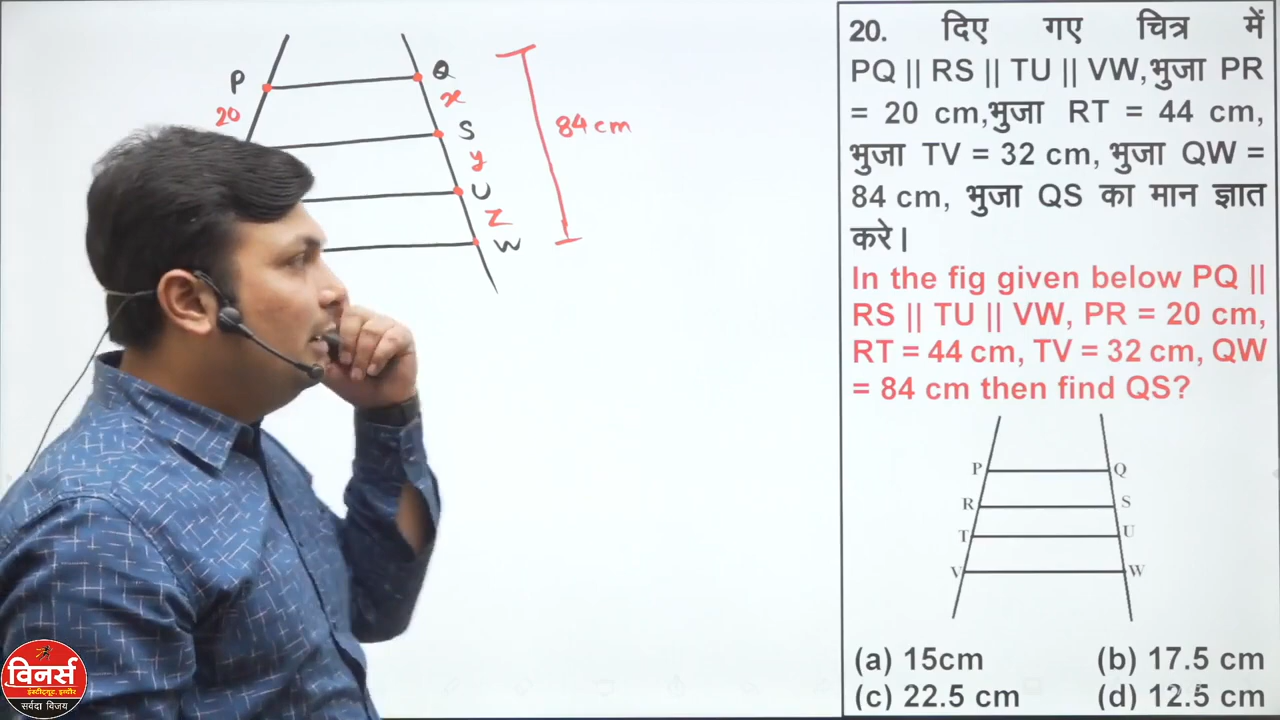 P
Q
20
x
84 cm
S
y
U
Z
W
20. दिए गए चित्र में
PQ || RS || TU || VW,भुजा PR
= 20 cm,भुजा RT = 44 cm,
भुजा TV = 32 cm, भुजा QW =
84 cm, भुजा QS का मान ज्ञात
करे।
In the fig given below PQ ||
RS || TU || VW, PR = 20 cm,
RT = 44 cm, TV = 32 cm, QW
= 84 cm then find QS?
P Q
R S
T U
V W
(a) 15cm (b) 17.5 cm
(c) 22.5 cm (d) 12.5 cm
विनर्स
इंस्टीट्यूट, इन्दौर
सर्वदा विजय